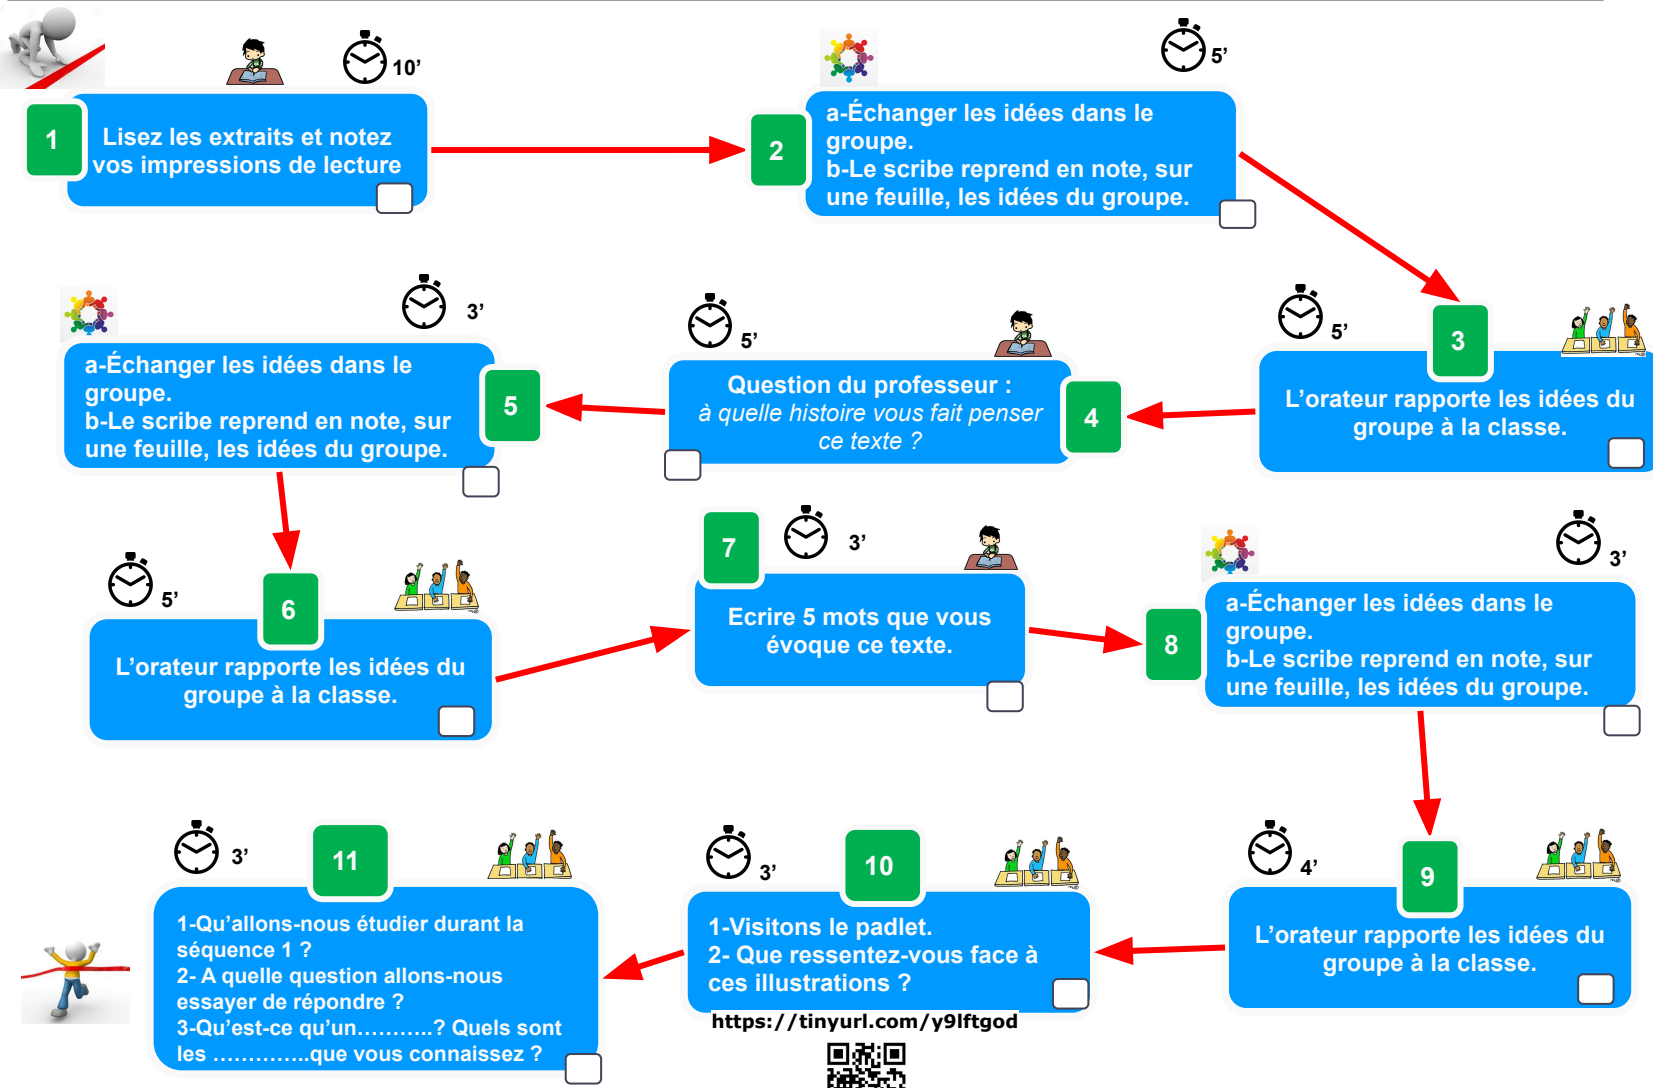 10’
1
Lisez les extraits et notez
vos impressions de lecture
5’
2
a-Échanger les idées dans le
groupe.
b-Le scribe reprend en note, sur
une feuille, les idées du groupe.
5’
3
L’orateur rapporte les idées du
groupe à la classe.
5’
4
Question du professeur :
à quelle histoire vous fait penser
ce texte ?
3’
5
a-Échanger les idées dans le
groupe.
b-Le scribe reprend en note, sur
une feuille, les idées du groupe.
5’
6
L’orateur rapporte les idées du
groupe à la classe.
7
3’
Ecrire 5 mots que vous
évoque ce texte.
3’
8
a-Échanger les idées dans le
groupe.
b-Le scribe reprend en note, sur
une feuille, les idées du groupe.
4’
9
L’orateur rapporte les idées du
groupe à la classe.
3’
10
1-Visitons le padlet.
2- Que ressentez-vous face à
ces illustrations ?
https://tinyurl.com/y9lftgod
3’
11
1-Qu’allons-nous étudier durant la
séquence 1 ?
2- A quelle question allons-nous
essayer de répondre ?
3-Qu’est-ce qu’un………..? Quels sont
les …………..que vous connaissez ?